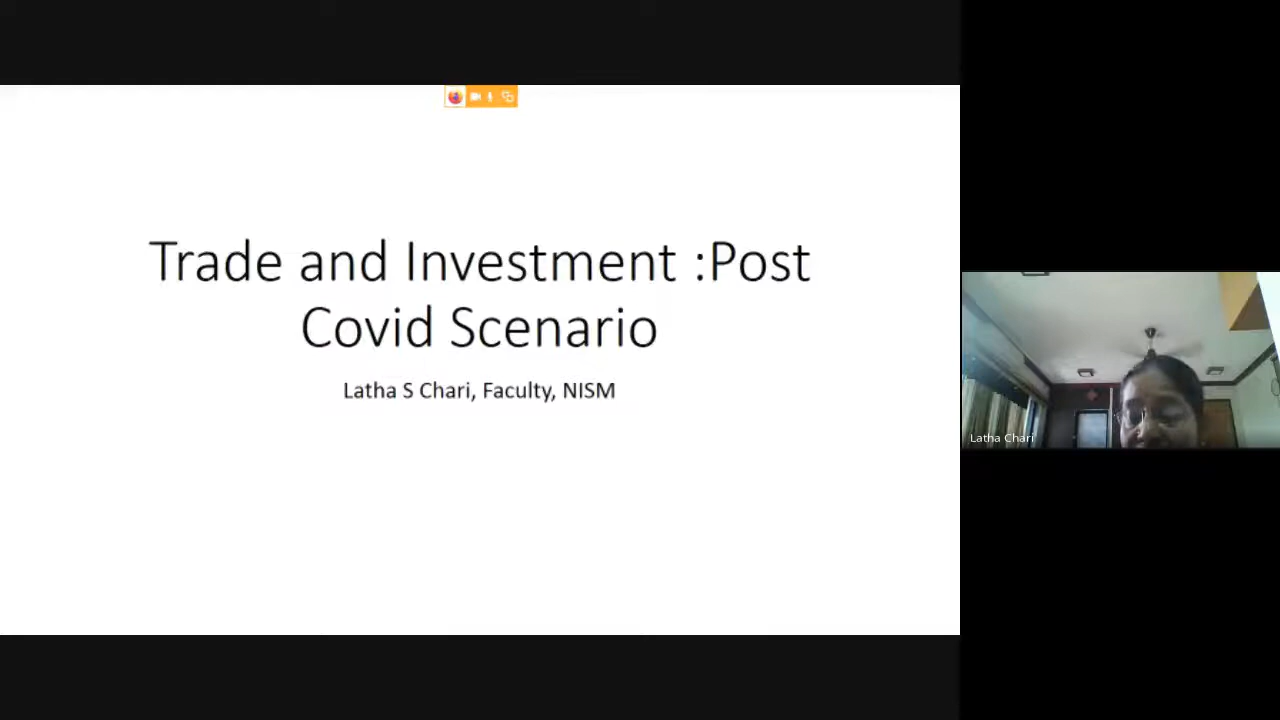 Trade and Investment :Post
Covid Scenario
Latha S Chari, Faculty, NISM
Latha Chari